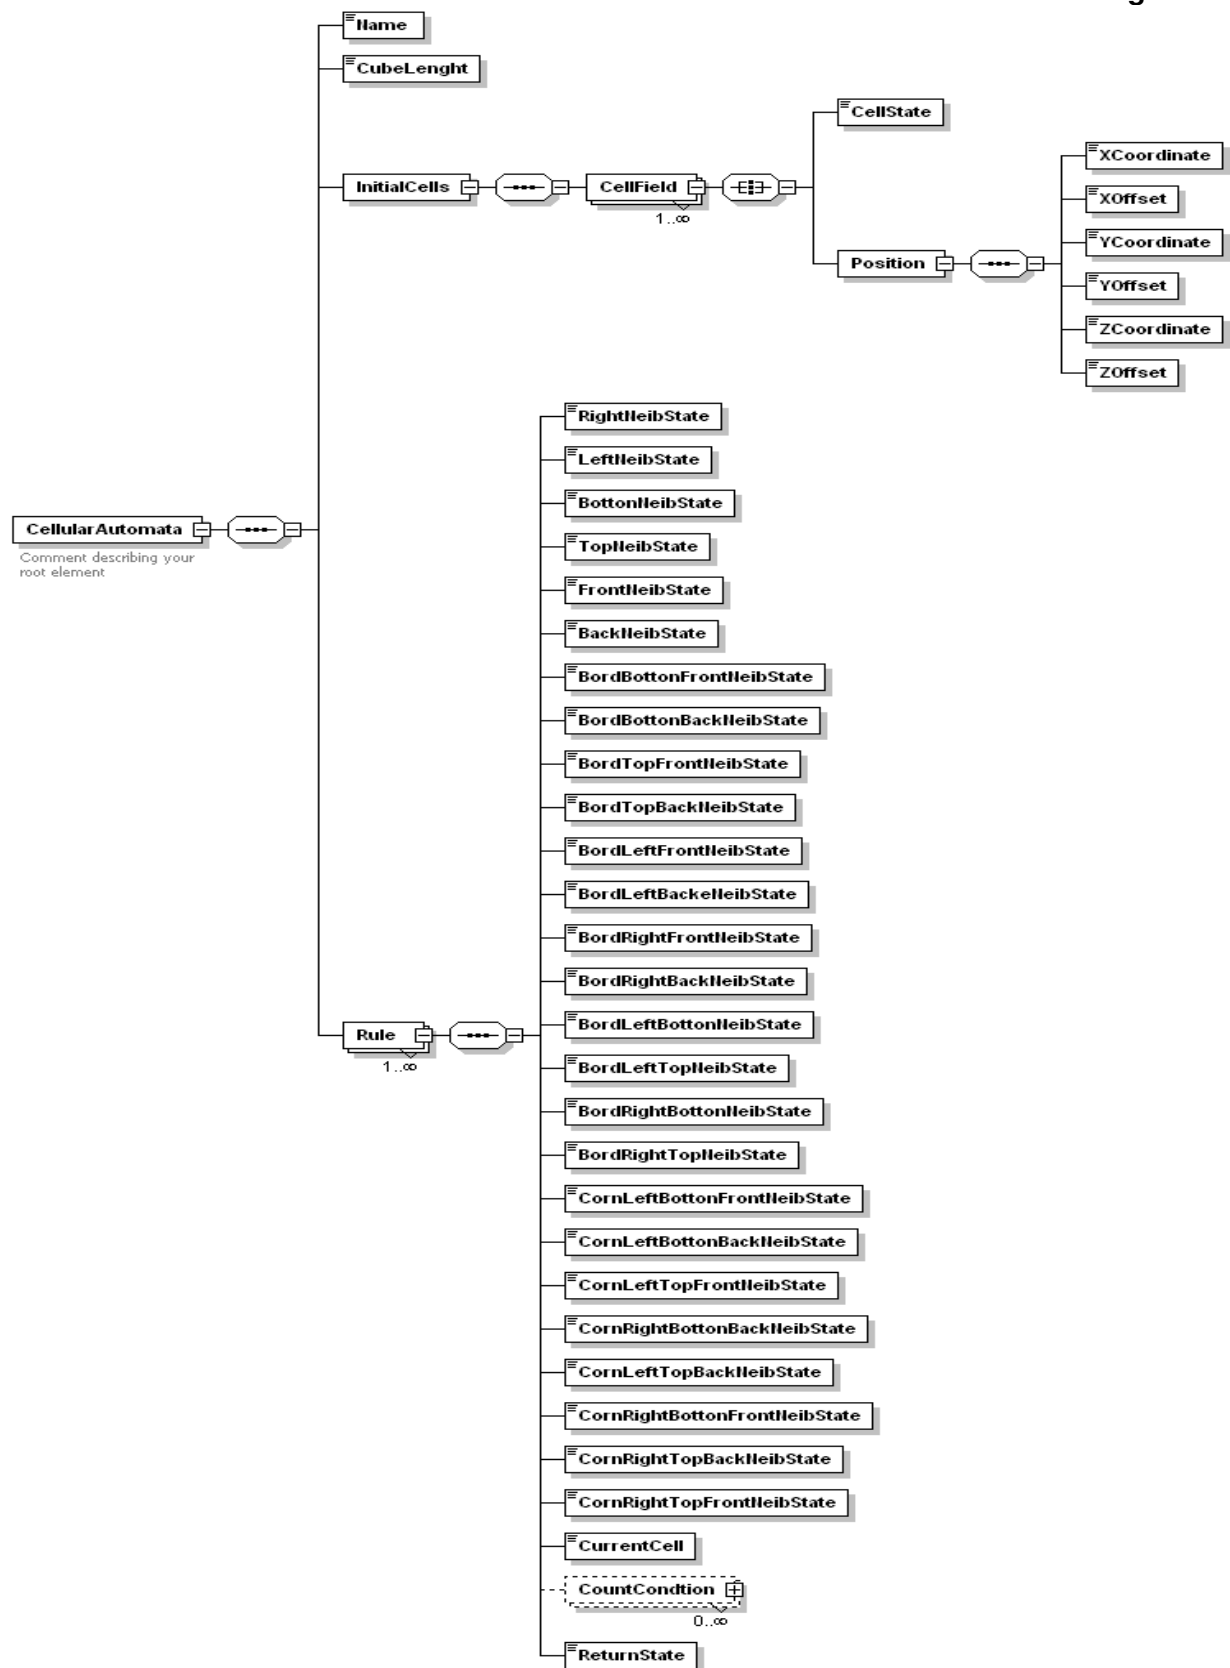 g
Name
CubeLenght
CellState
XCoordinate
InitialCells
CellField
XOffset
1..∞
YCoordinate
Position
YOffset
ZCoordinate
ZOffset
RightNeibState
LeftNeibState
BottonNeibState
CellularAutomata
TopNeibState
Comment describing your
root element
FrontNeibState
BackNeibState
BordBottonFrontNeibState
BordBottonBackNeibState
BordTopFrontNeibState
BordTopBackNeibState
BordLeftFrontNeibState
BordLeftBackeNeibState
BordRightFrontNeibState
BordRightBackNeibState
BordLeftBottonNeibState
Rule
1..∞
BordLeftTopNeibState
BordRightBottonNeibState
BordRightTopNeibState
CornLeftBottonFrontNeibState
CornLeftBottonBackNeibState
CornLeftTopFrontNeibState
CornRightBottonBackNeibState
CornLeftTopBackNeibState
CornRightBottonFrontNeibState
CornRightTopBackNeibState
CornRightTopFrontNeibState
CurrentCell
CountCondtion
0..∞
ReturnState